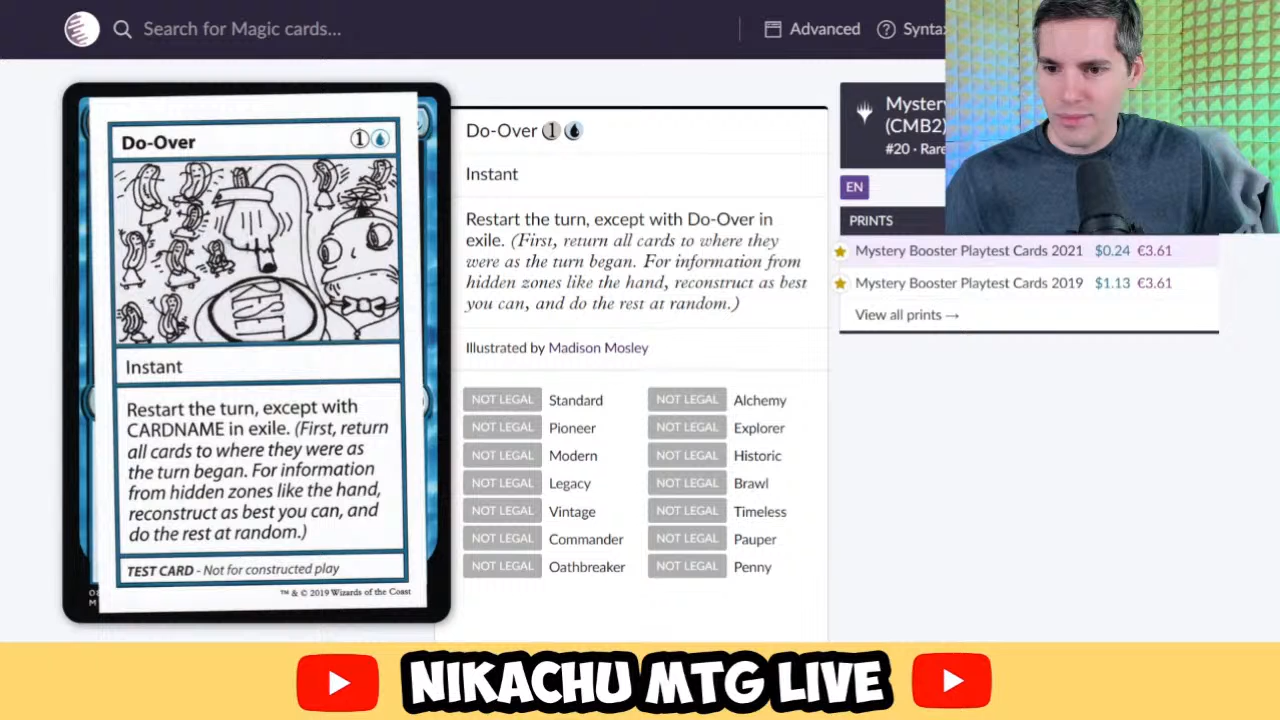 Search for Magic cards...
Advanced
Do-Over 1
RESET
Instant
Restart the turn, except with
CARDNAME in exile. (First, return
all cards to where they were as
the turn began. For information
from hidden zones like the hand,
reconstruct as best you can, and
do the rest at random.)
TEST CARD - Not for constructed play
™ & © 2019 Wizards of the Coast
Do-Over 1
Instant
Restart the turn, except with Do-Over in
exile. (First, return all cards to where they
were as the turn began. For information from
hidden zones like the hand, reconstruct as best
you can, and do the rest at random.)
Illustrated by Madison Mosley
NOT LEGAL Standard NOT LEGAL Alchemy
NOT LEGAL Pioneer NOT LEGAL Explorer
NOT LEGAL Modern NOT LEGAL Historic
NOT LEGAL Legacy NOT LEGAL Brawl
NOT LEGAL Vintage NOT LEGAL Timeless
NOT LEGAL Commander NOT LEGAL Pauper
NOT LEGAL Oathbreaker NOT LEGAL Penny
(CMB2)
#20 · Rare
EN
PRINTS
Mystery Booster Playtest Cards 2021 $0.24 €3.61
Mystery Booster Playtest Cards 2019 $1.13 €3.61
View all prints →
NIKACHU MTG LIVE